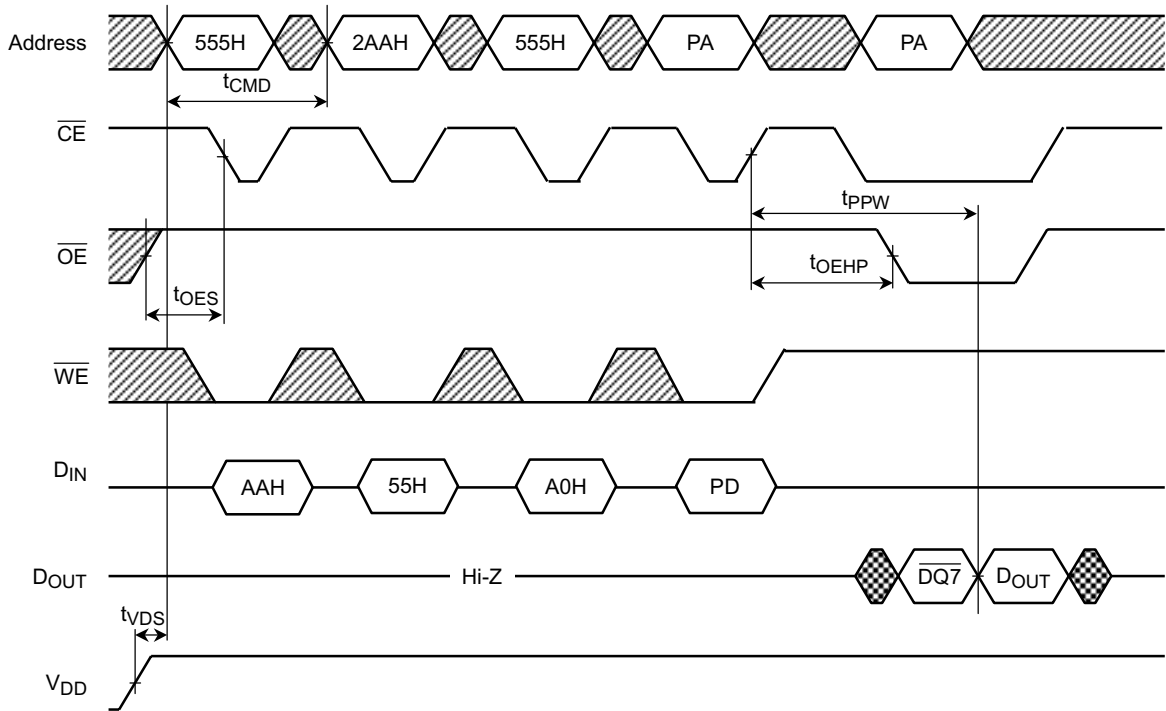 Address 555H 2AAH 555H PA PA
tCMD
CE
tPPW
OE
tOEHP
tOES
WE
DIN
AAH 55H A0H PD
DOUT Hi-Z DQ7 DOUT
tVDS
VDD